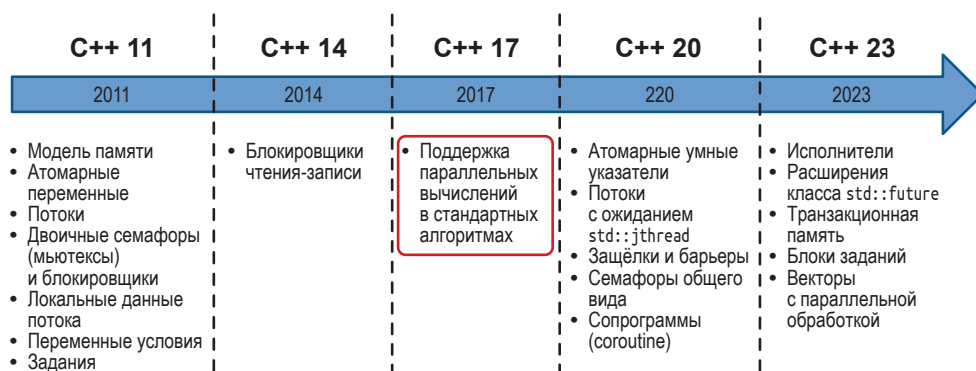 C++ 11
C++ 14
C++ 17
C++ 20
C++ 23
2011
2014
2017
220
2023
• Модель памяти
• Атомарные
переменные
• Потоки
• Двоичные семафоры
(мьютексы)
и блокировщики
• Локальные данные
потока
• Переменные условия
• Задания
• Блокировщики
чтения-записи
• Поддержка
параллельных
вычислений
в стандартных
алгоритмах
• Атомарные умные
указатели
• Потоки
с ожиданием
std::jthread
• Защёлки и барьеры
• Семафоры общего
вида
• Сопрограммы
(coroutine)
• Исполнители
• Расширения
класса std::future
• Транзакционная
память
• Блоки заданий
• Векторы
с параллельной
обработкой